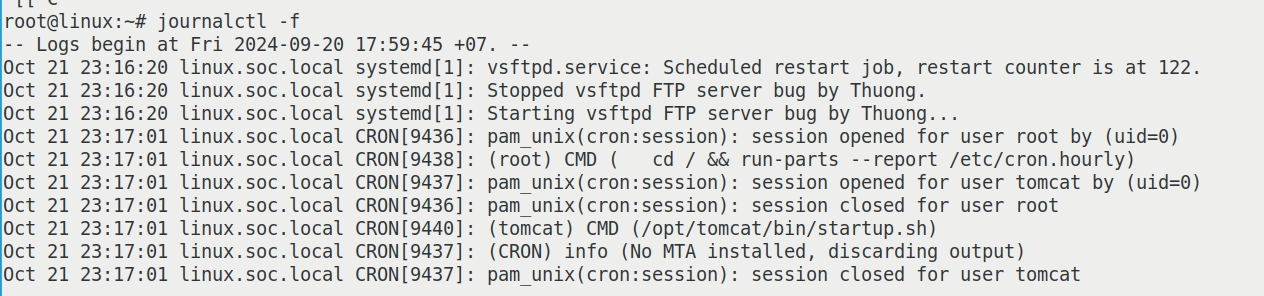 root@linux:~# journalctl -f
-- Logs begin at Fri 2024-09-20 17:59:45 +07. --
Oct 21 23:16:20 linux.soc.local systemd[1]: vsftpd.service: Scheduled restart job, restart counter is at 122.
Oct 21 23:16:20 linux.soc.local systemd[1]: Stopped vsftpd FTP server bug by Thuong.
Oct 21 23:16:20 linux.soc.local systemd[1]: Starting vsftpd FTP server bug by Thuong...
Oct 21 23:17:01 linux.soc.local CRON[9436]: pam_unix(cron:session): session opened for user root by (uid=0)
Oct 21 23:17:01 linux.soc.local CRON[9438]: (root) CMD (   cd / && run-parts --report /etc/cron.hourly)
Oct 21 23:17:01 linux.soc.local CRON[9437]: pam_unix(cron:session): session opened for user tomcat by (uid=0)
Oct 21 23:17:01 linux.soc.local CRON[9436]: pam_unix(cron:session): session closed for user root
Oct 21 23:17:01 linux.soc.local CRON[9440]: (tomcat) CMD (/opt/tomcat/bin/startup.sh)
Oct 21 23:17:01 linux.soc.local CRON[9437]: (CRON) info (No MTA installed, discarding output)
Oct 21 23:17:01 linux.soc.local CRON[9437]: pam_unix(cron:session): session closed for user tomcat